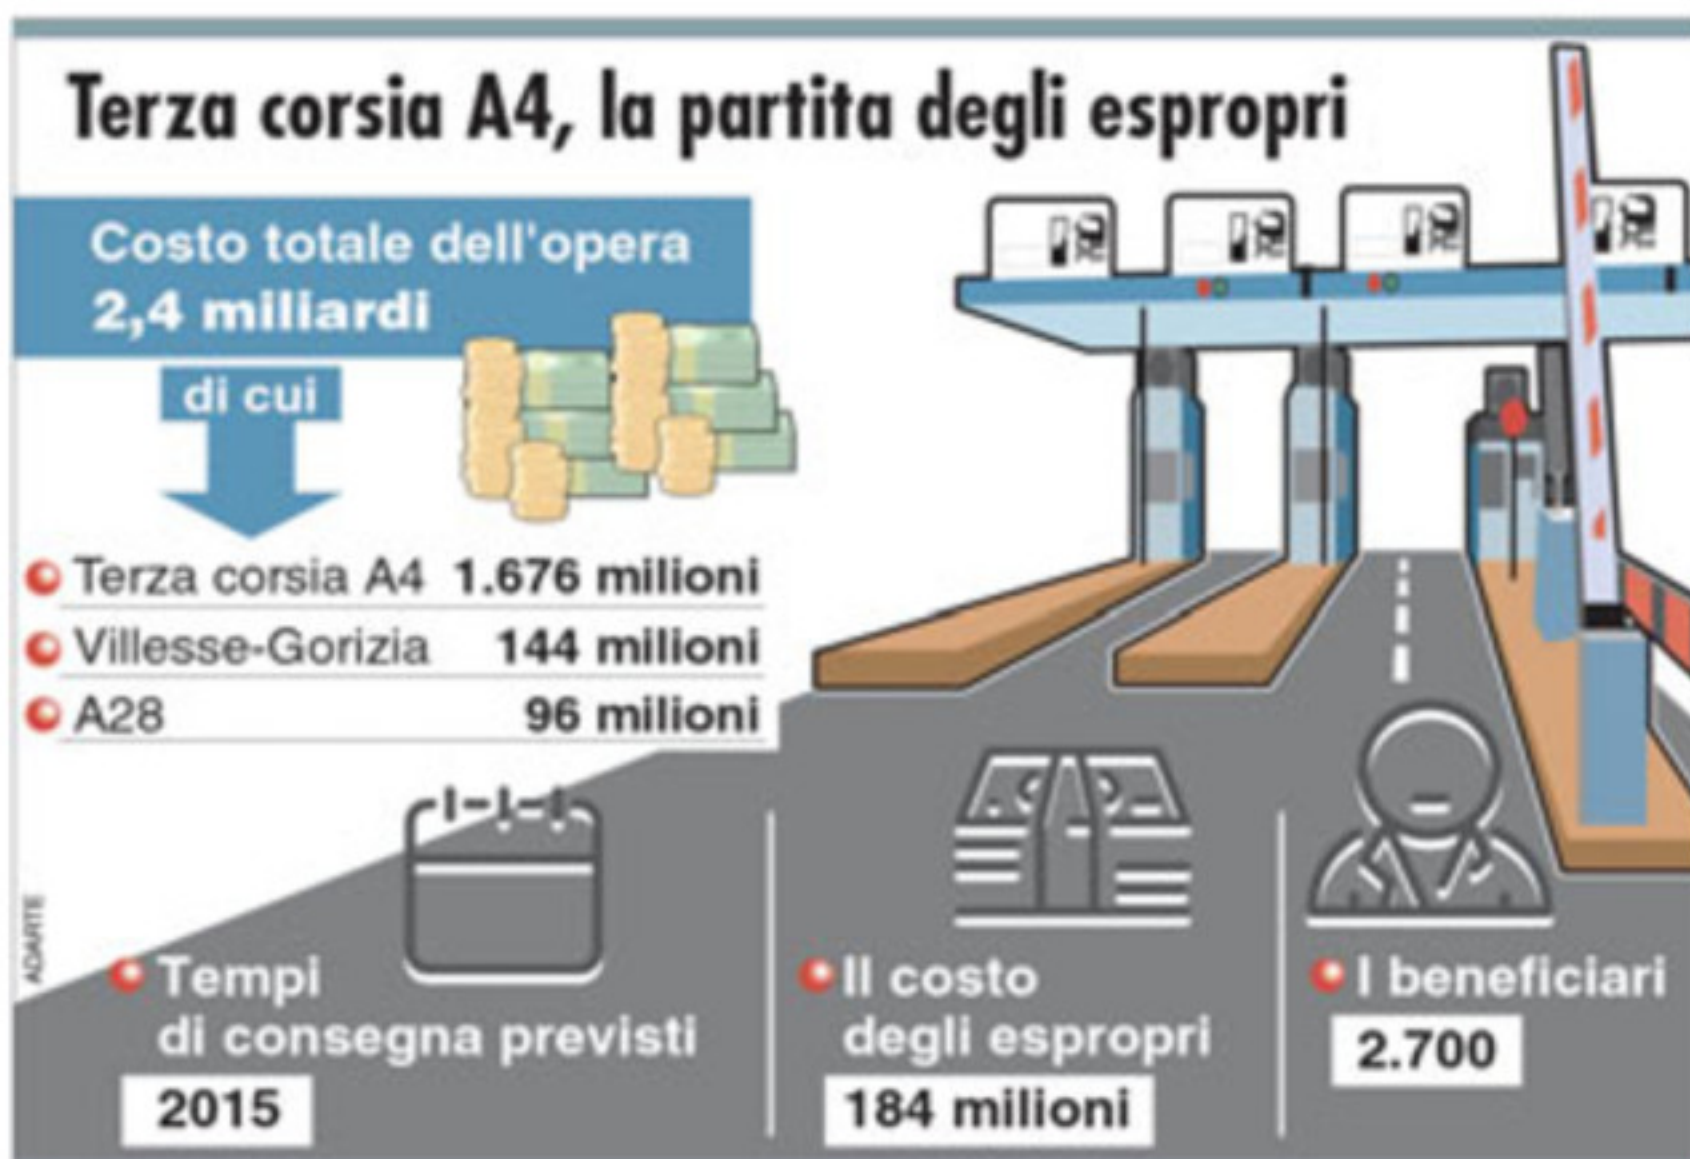 Terza corsia A4, la partita degli espropri
Costo totale dell'opera
2,4 miliardi
di cui
Terza corsia A4 1.676 milioni
Villesse-Gorizia 144 milioni
A28 96 milioni
Tempi
di consegna previsti
2015
Il costo
degli espropri
184 milioni
I beneficiari
2.700
ADARTE